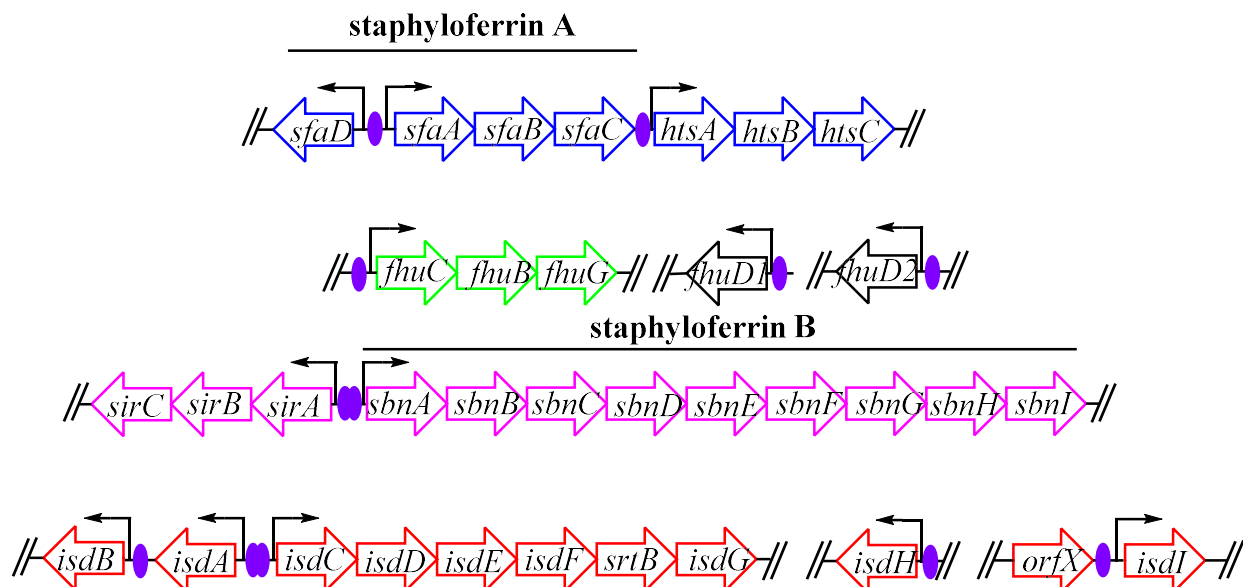 staphyloferrin A
sfaD sfaA sfaB sfaC htsA htsB htsC
fhuC fhuB fhuG fhuD1 fhuD2
staphyloferrin B
sirC sirB sirA sbnA sbnB sbnC sbnD sbnE sbnF sbnG sbnH sbnI
isdB isdA isdC isdD isdE isdF srtB isdG isdH orfX isdI